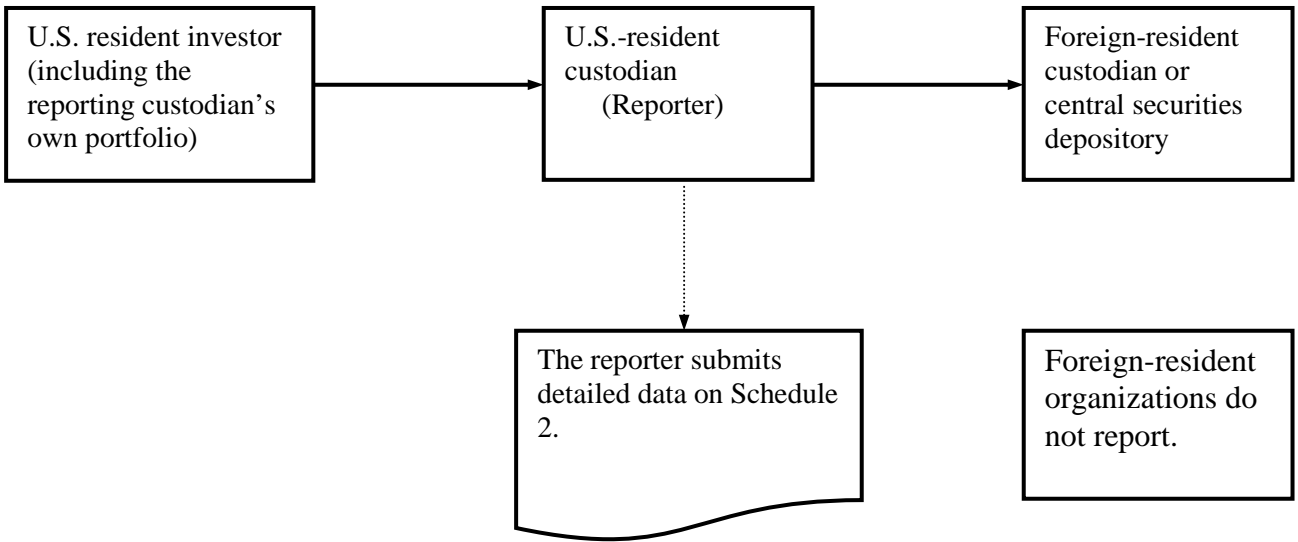 U.S. resident investor
(including the
reporting custodian's
own portfolio)
U.S.-resident
custodian
(Reporter)
Foreign-resident
custodian or
central securities
depository
The reporter submits
detailed data on Schedule
2.
Foreign-resident
organizations do
not report.